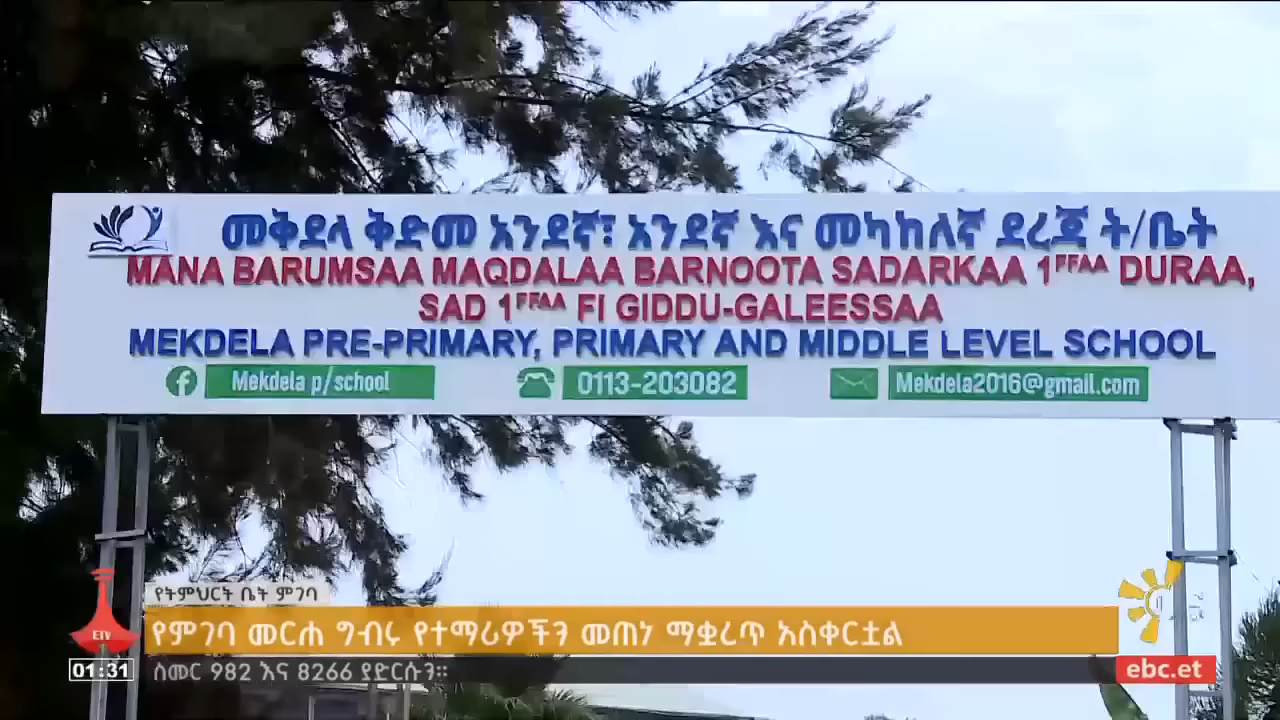 መቅደላ ቅድመ አንደኛ፣ አንደኛ እና መካከለኛ ደረጃ ት/ቤት
MANA BARUMSAA MAQDALAA BARNOOTA SADARKAA 1ᶠᶠᴬᴬ DURAA,
SAD 1ᶠᶠᴬᴬ FI GIDDU-GALEESSAA
MEKDELA PRE-PRIMARY, PRIMARY AND MIDDLE LEVEL SCHOOL
Mekdela p/school 0113-203082 Mekdela2016@gmail.com
የትምህርት ቤት ምገባ
ETV
የምገባ መርሐ ግብሩ የተማሪዎችን መጠነ ማቋረጥ አስቀርቷል
01:31 ስመር 982 እና 8266 ያድርሱን። ebc.et